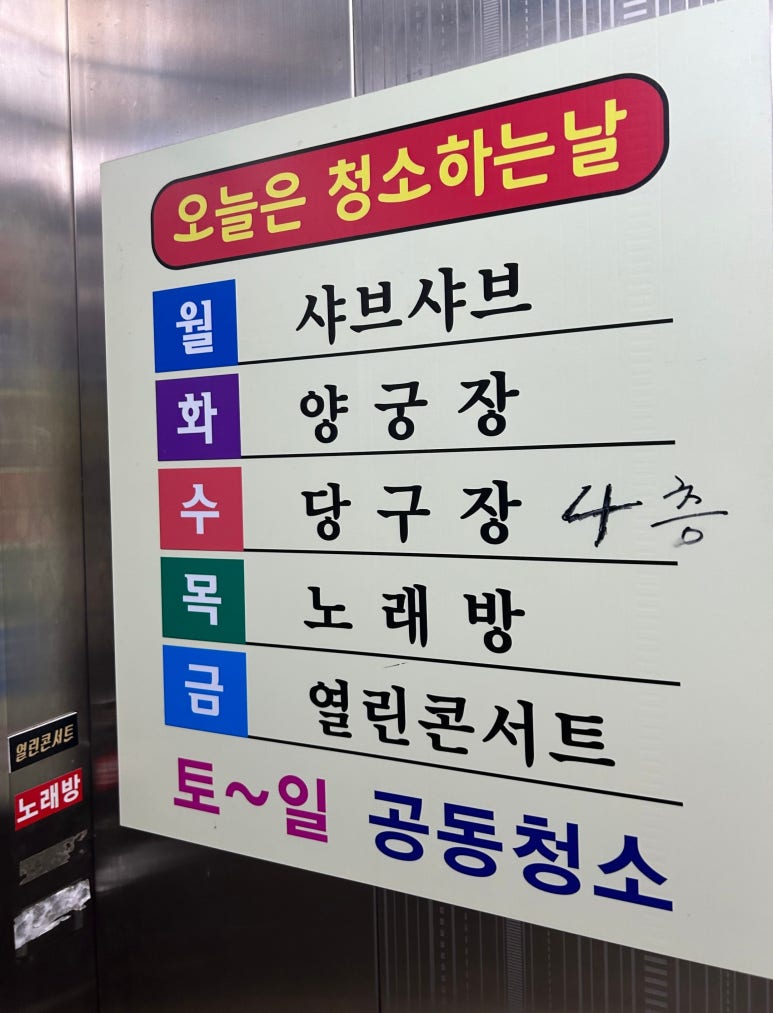 오늘은 청소하는날
월 샤브샤브
화 양궁장
수 당구장 4층
목 노래방
금 열린콘서트
토~일 공동청소
열린콘서트
노래방